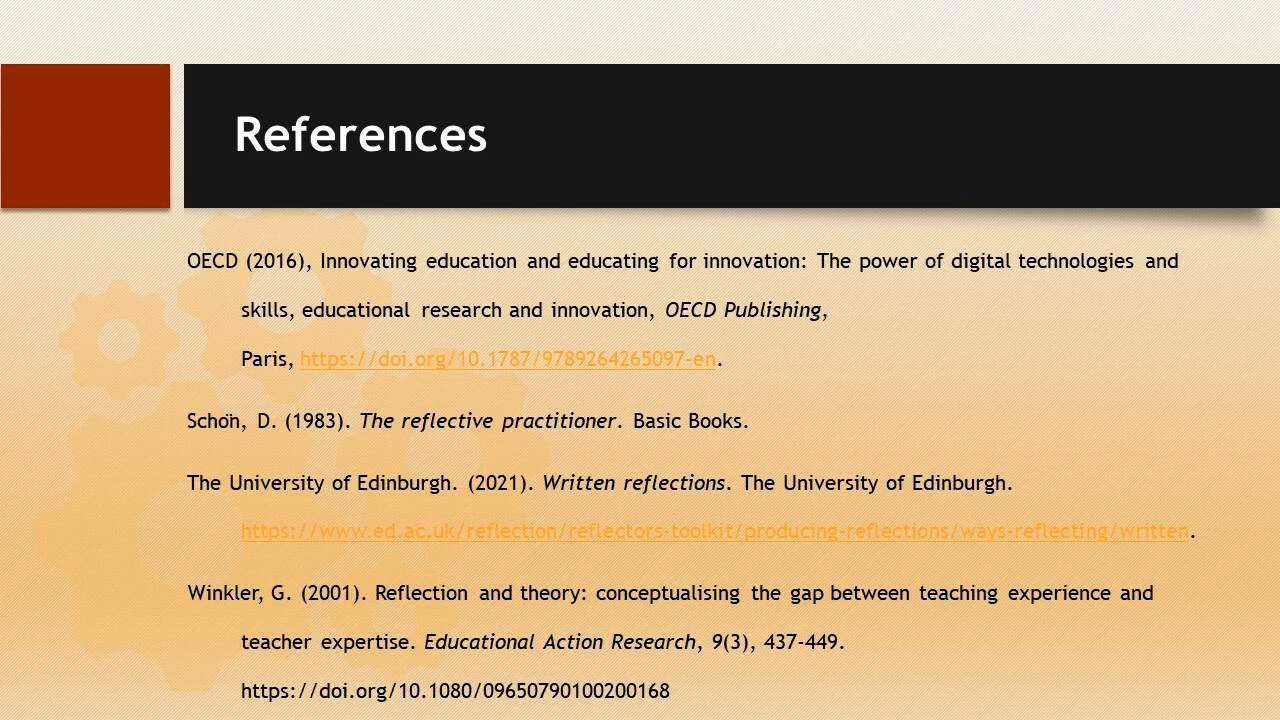 References
OECD (2016), Innovating education and educating for innovation: The power of digital technologies and
skills, educational research and innovation, OECD Publishing,
Paris, https://doi.org/10.1787/9789264265097-en.
Schön, D. (1983). The reflective practitioner. Basic Books.
The University of Edinburgh. (2021). Written reflections. The University of Edinburgh.
https://www.ed.ac.uk/reflection/reflectors-toolkit/producing-reflections/ways-reflecting/written.
Winkler, G. (2001). Reflection and theory: conceptualising the gap between teaching experience and
teacher expertise. Educational Action Research, 9(3), 437-449.
https://doi.org/10.1080/09650790100200168